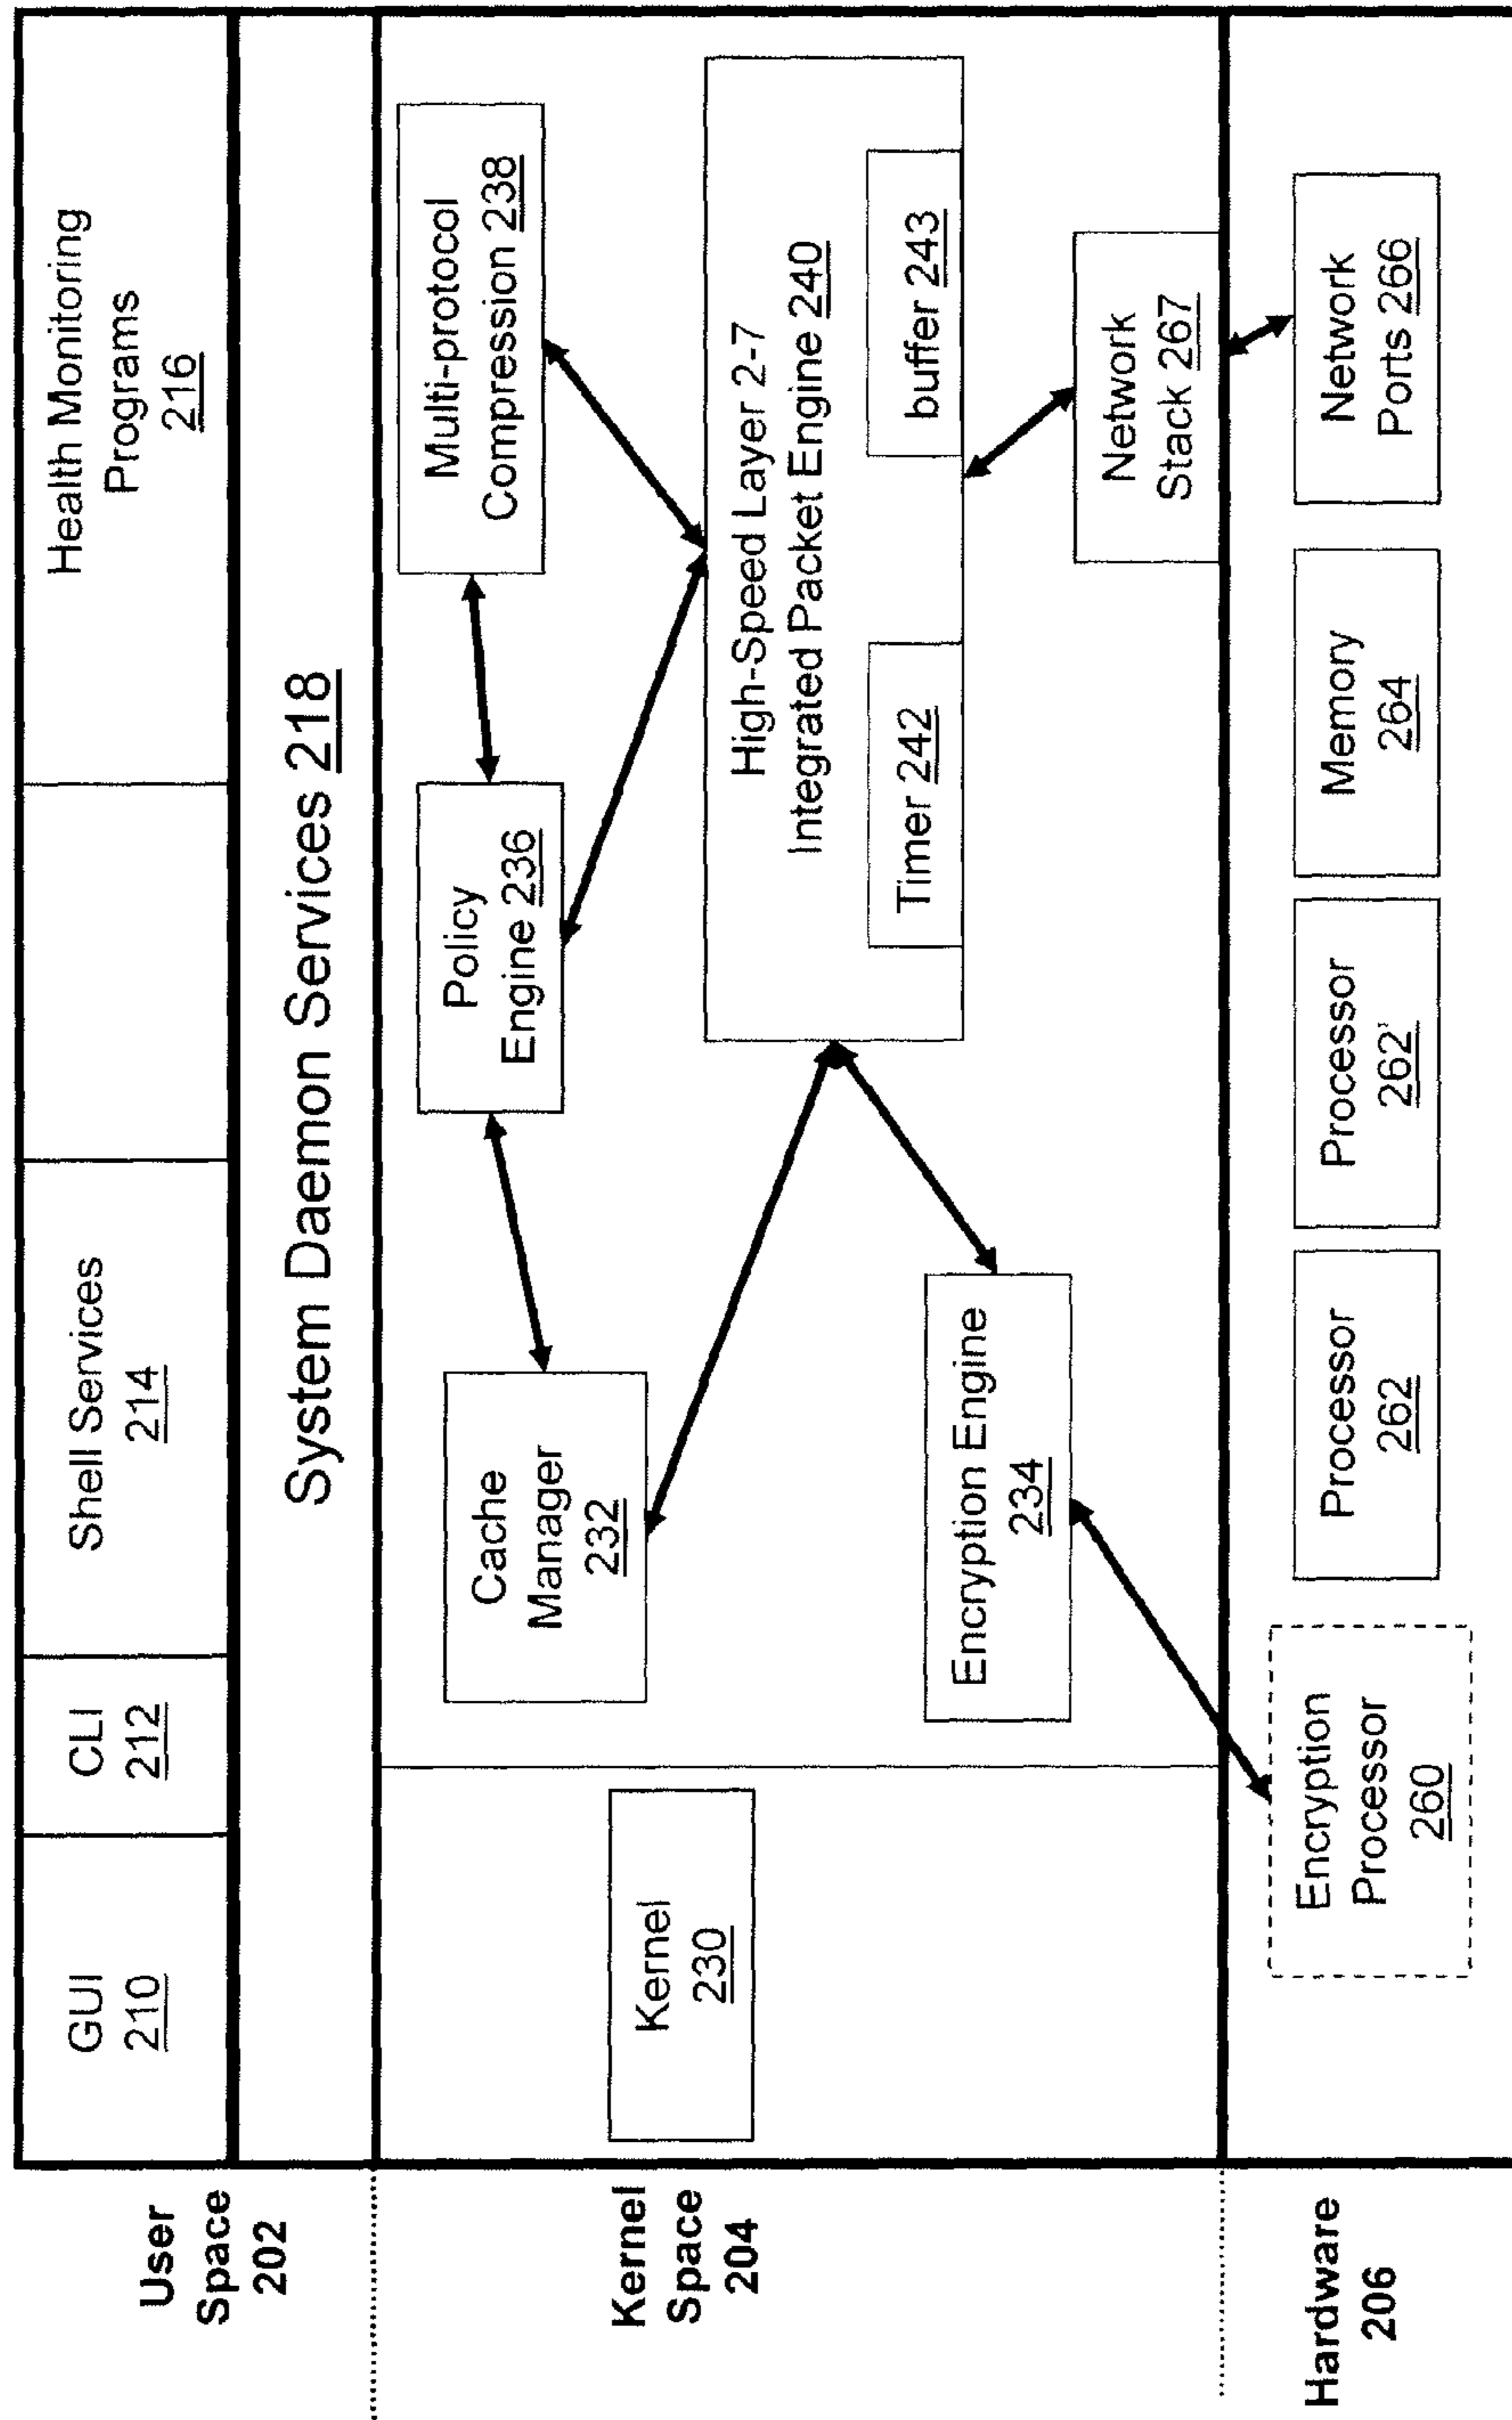 User
Space
202
GUI
210
CLI
212
Shell Services
214
Health Monitoring
Programs
216
System Daemon Services 218
Kernel
Space
204
Kernel
230
Cache
Manager
232
Policy
Engine 236
Multi-protocol
Compression 238
High-Speed Layer 2-7
Integrated Packet Engine 240
Timer 242
buffer 243
Encryption Engine
234
Network
Stack 267
Hardware
206
Encryption
Processor
260
Processor
262
Processor
262'
Memory
264
Network
Ports 266